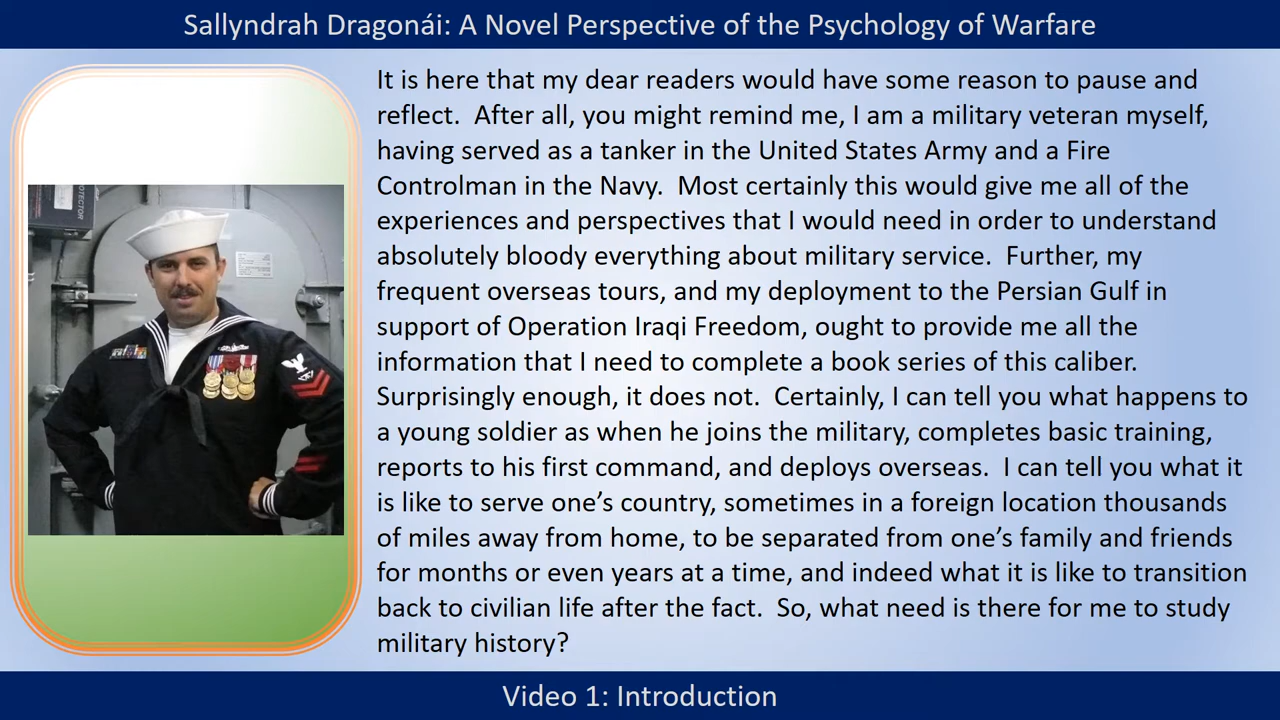 Sallyndrah Dragonái: A Novel Perspective of the Psychology of Warfare
It is here that my dear readers would have some reason to pause and
reflect.  After all, you might remind me, I am a military veteran myself,
having served as a tanker in the United States Army and a Fire
Controlman in the Navy.  Most certainly this would give me all of the
experiences and perspectives that I would need in order to understand
absolutely bloody everything about military service.  Further, my
frequent overseas tours, and my deployment to the Persian Gulf in
support of Operation Iraqi Freedom, ought to provide me all the
information that I need to complete a book series of this caliber.
Surprisingly enough, it does not.  Certainly, I can tell you what happens to
a young soldier as when he joins the military, completes basic training,
reports to his first command, and deploys overseas.  I can tell you what it
is like to serve one’s country, sometimes in a foreign location thousands
of miles away from home, to be separated from one’s family and friends
for months or even years at a time, and indeed what it is like to transition
back to civilian life after the fact.  So, what need is there for me to study
military history?
Video 1: Introduction